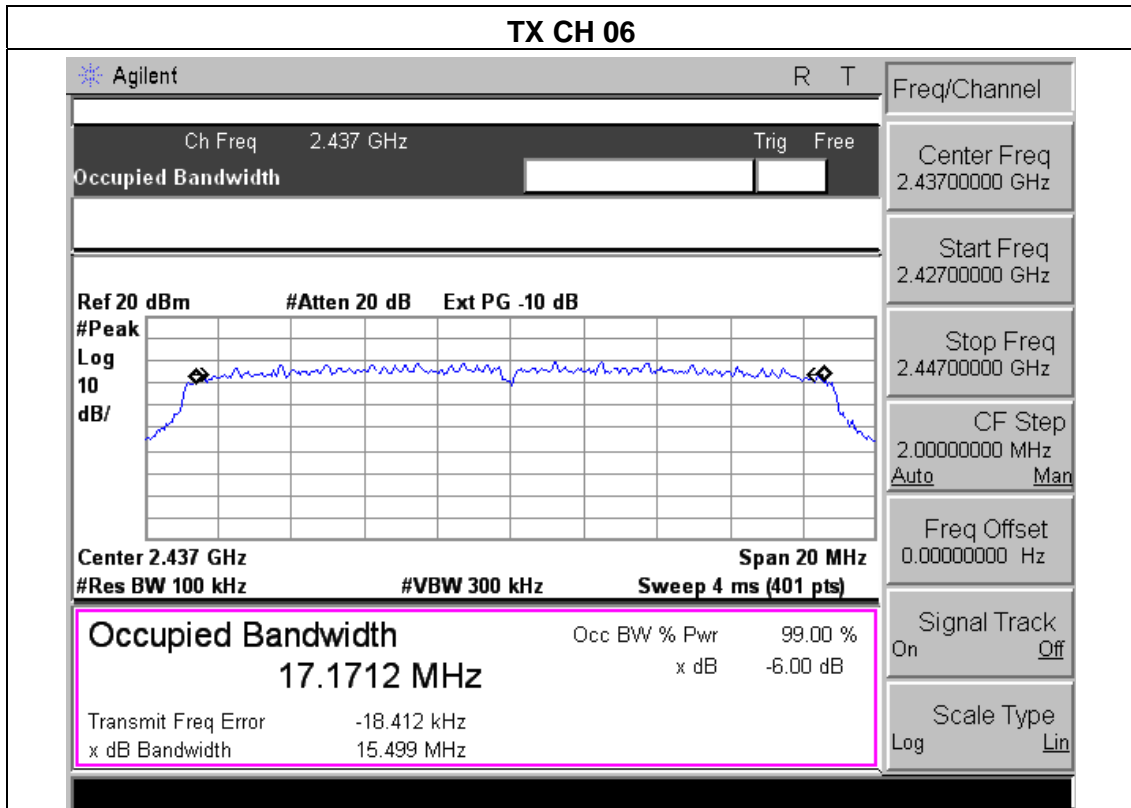 TX CH 06
Agilent R T
Ch Freq 2.437 GHz Trig Free
Occupied Bandwidth
Ref 20 dBm #Atten 20 dB Ext PG -10 dB
#Peak
Log
10
dB/
Center 2.437 GHz Span 20 MHz
#Res BW 100 kHz #VBW 300 kHz Sweep 4 ms (401 pts)
Occupied Bandwidth Occ BW % Pwr 99.00 %
17.1712 MHz x dB -6.00 dB
Transmit Freq Error -18.412 kHz
x dB Bandwidth 15.499 MHz
Freq/Channel
Center Freq
2.43700000 GHz
Start Freq
2.42700000 GHz
Stop Freq
2.44700000 GHz
CF Step
2.00000000 MHz
Auto Man
Freq Offset
0.00000000 Hz
Signal Track
On Off
Scale Type
Log Lin